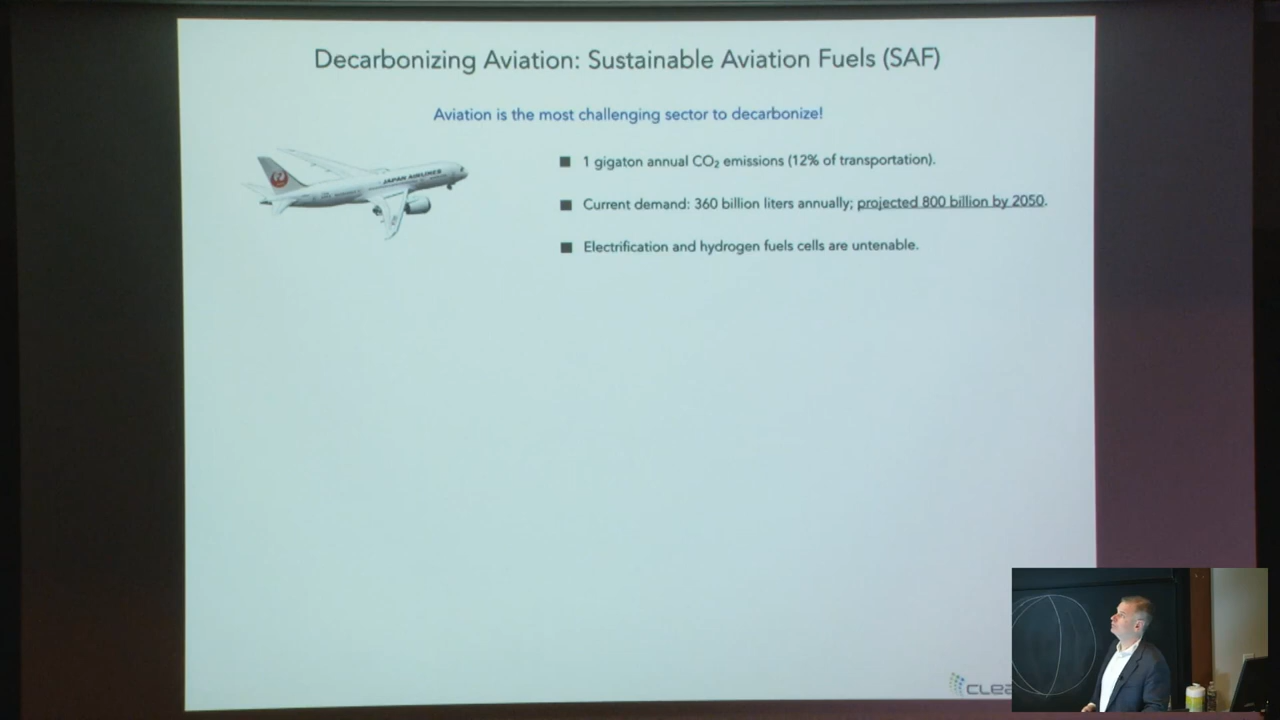 Decarbonizing Aviation: Sustainable Aviation Fuels (SAF)
Aviation is the most challenging sector to decarbonize!
JAPAN AIRLINES
■ 1 gigaton annual CO₂ emissions (12% of transportation).
■ Current demand: 360 billion liters annually; projected 800 billion by 2050.
■ Electrification and hydrogen fuels cells are untenable.